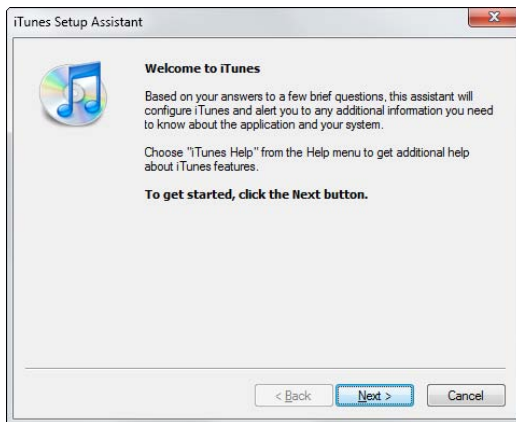 iTunes Setup Assistant
Welcome to iTunes
Based on your answers to a few brief questions, this assistant will
configure iTunes and alert you to any additional information you need
to know about the application and your system.
Choose "iTunes Help" from the Help menu to get additional help
about iTunes features.
To get started, click the Next button.
< Back
Next >
Cancel